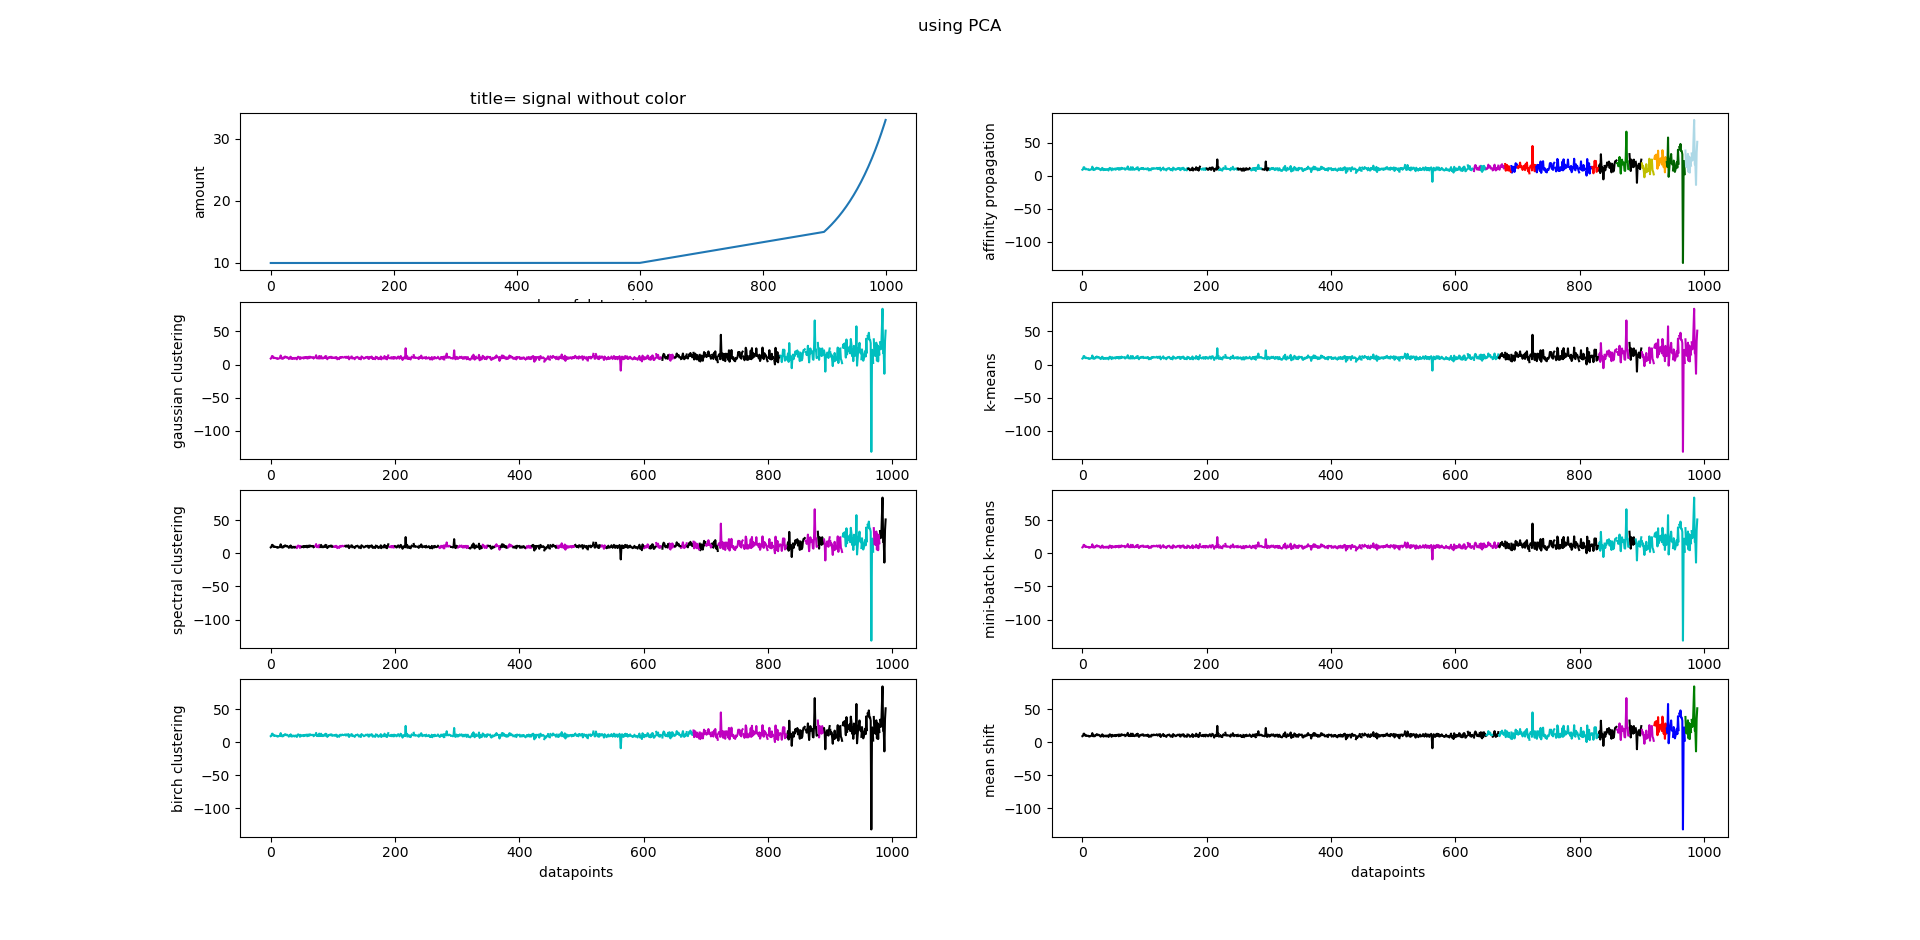 using PCA
title= signal without color
amount
30
20
10
0 200 400 600 800 1000
affinity propagation
50
0
−50
−100
0 200 400 600 800 1000
gaussian clustering
50
0
−50
−100
0 200 400 600 800 1000
k-means
50
0
−50
−100
0 200 400 600 800 1000
spectral clustering
50
0
−50
−100
0 200 400 600 800 1000
mini-batch k-means
50
0
−50
−100
0 200 400 600 800 1000
birch clustering
50
0
−50
−100
0 200 400 600 800 1000
datapoints
mean shift
50
0
−50
−100
0 200 400 600 800 1000
datapoints